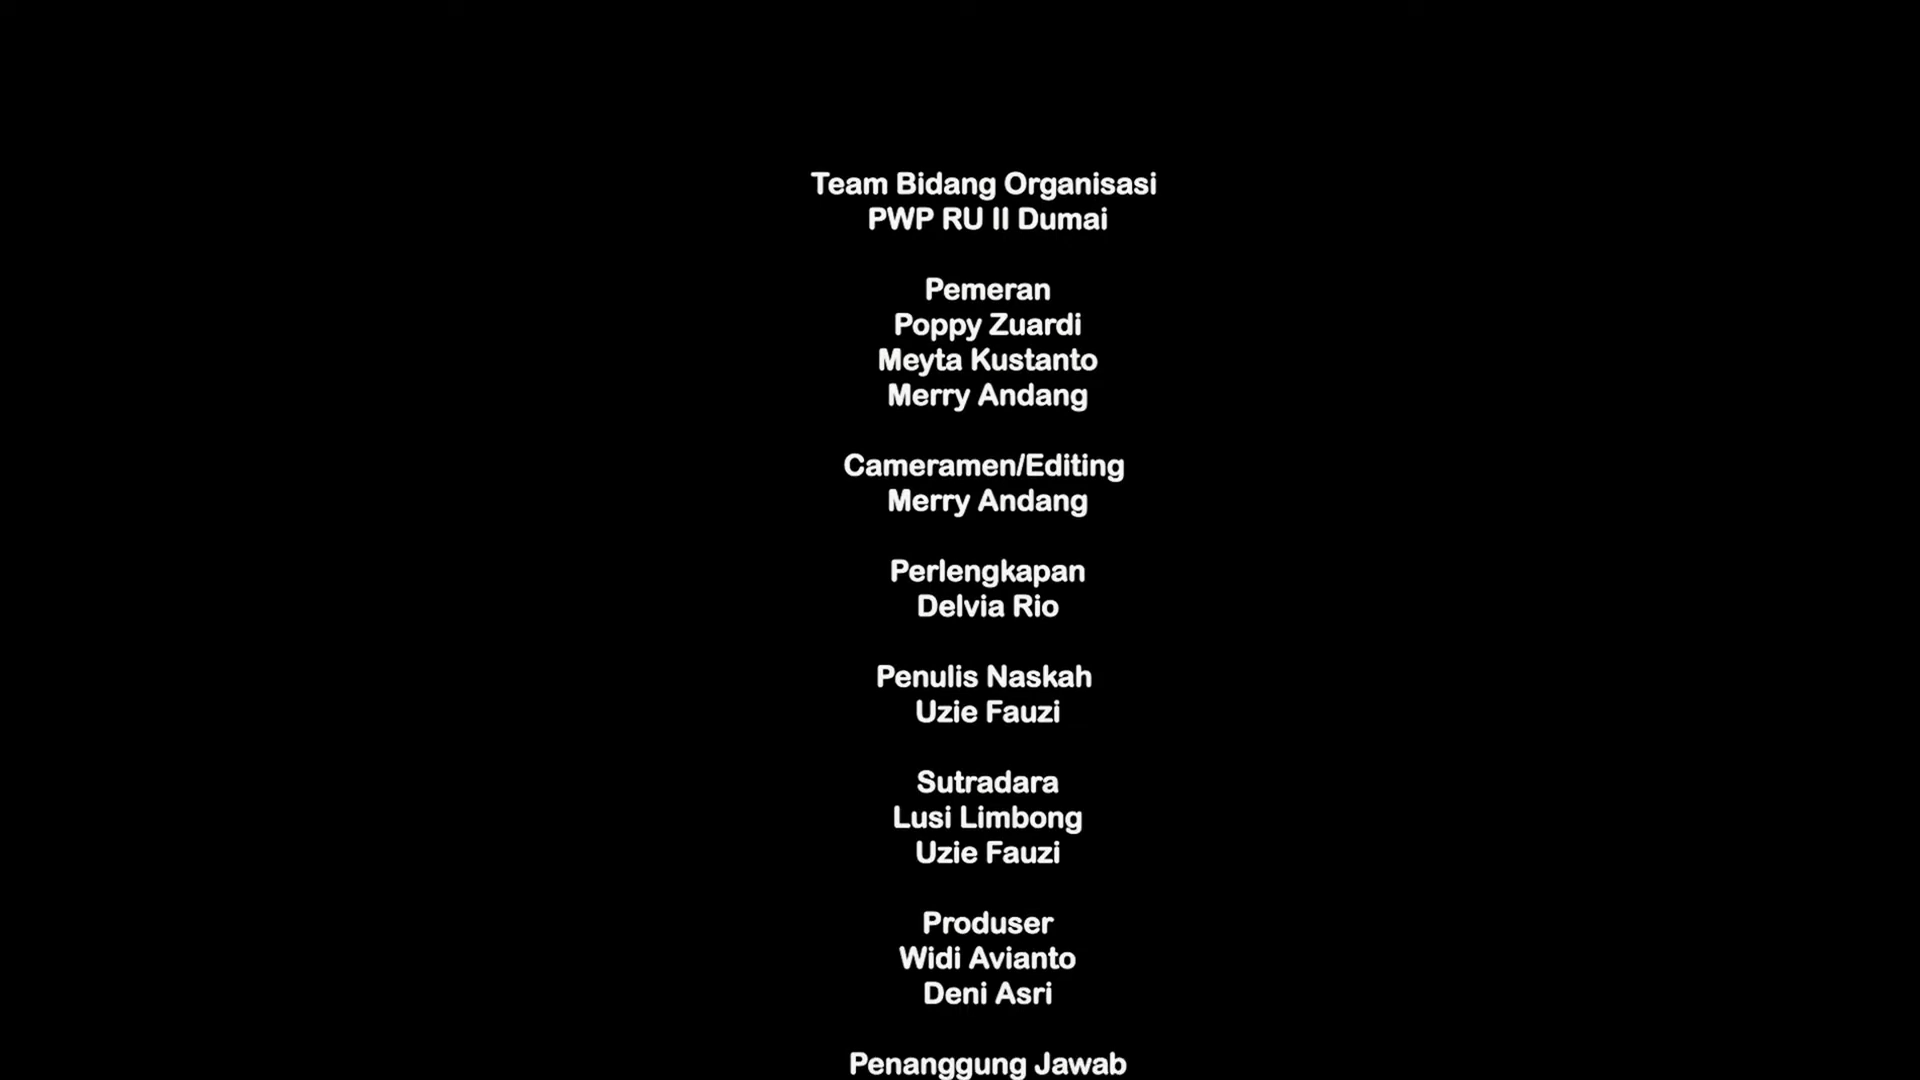 Team Bidang Organisasi
PWP RU II Dumai
Pemeran
Poppy Zuardi
Meyta Kustanto
Merry Andang
Cameramen/Editing
Merry Andang
Perlengkapan
Delvia Rio
Penulis Naskah
Uzie Fauzi
Sutradara
Lusi Limbong
Uzie Fauzi
Produser
Widi Avianto
Deni Asri
Penanggung Jawab